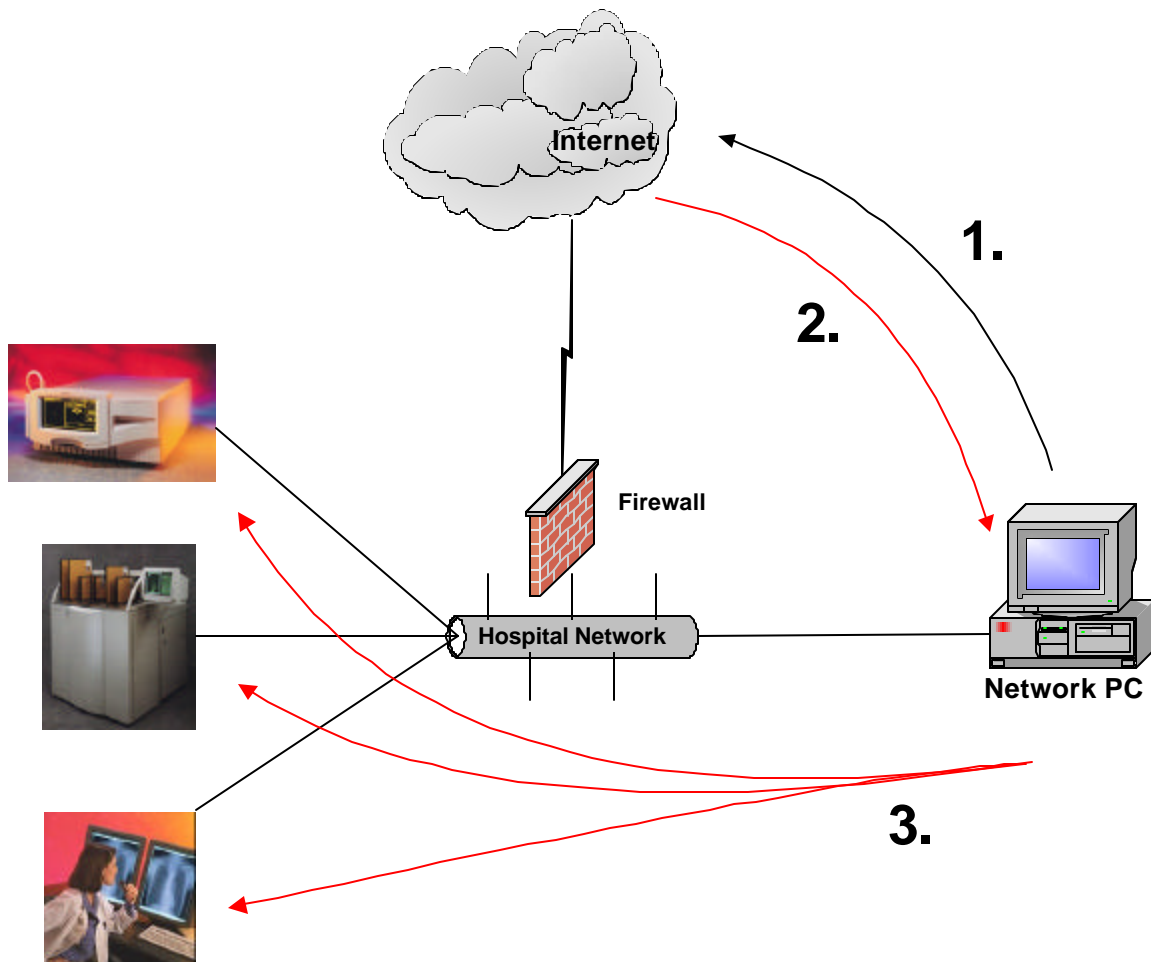 Internet
1.
2.
Firewall
Hospital Network
Network PC
3.